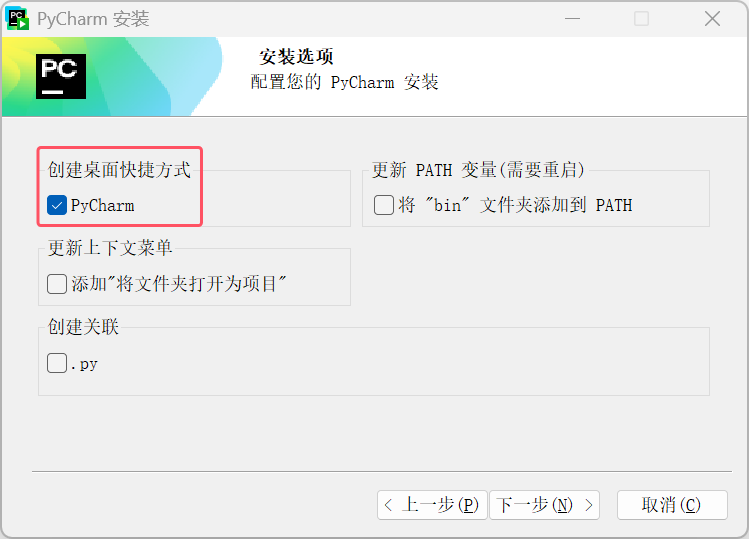 PyCharm 安装
PC
安装选项
配置您的 PyCharm 安装
创建桌面快捷方式
PyCharm
更新 PATH 变量(需要重启)
将 "bin" 文件夹添加到 PATH
更新上下文菜单
添加"将文件夹打开为项目"
创建关联
.py
< 上一步(P)
下一步(N) >
取消(C)